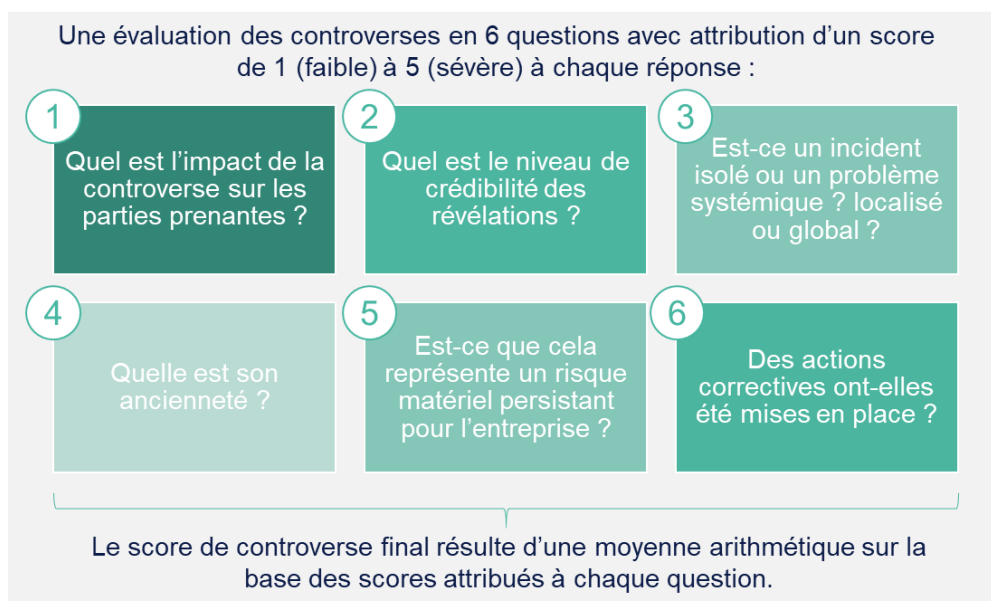 Une évaluation des controverses en 6 questions avec attribution d’un score
de 1 (faible) à 5 (sévère) à chaque réponse :
1
Quel est l’impact de la
controverse sur les
parties prenantes ?
2
Quel est le niveau de
crédibilité des
révélations ?
3
Est-ce un incident
isolé ou un problème
systémique ? localisé
ou global ?
4
Quelle est son
ancienneté ?
5
Est-ce que cela
représente un risque
matériel persistant
pour l’entreprise ?
6
Des actions
correctives ont-elles
été mises en place ?
Le score de controverse final résulte d’une moyenne arithmétique sur la
base des scores attribués à chaque question.